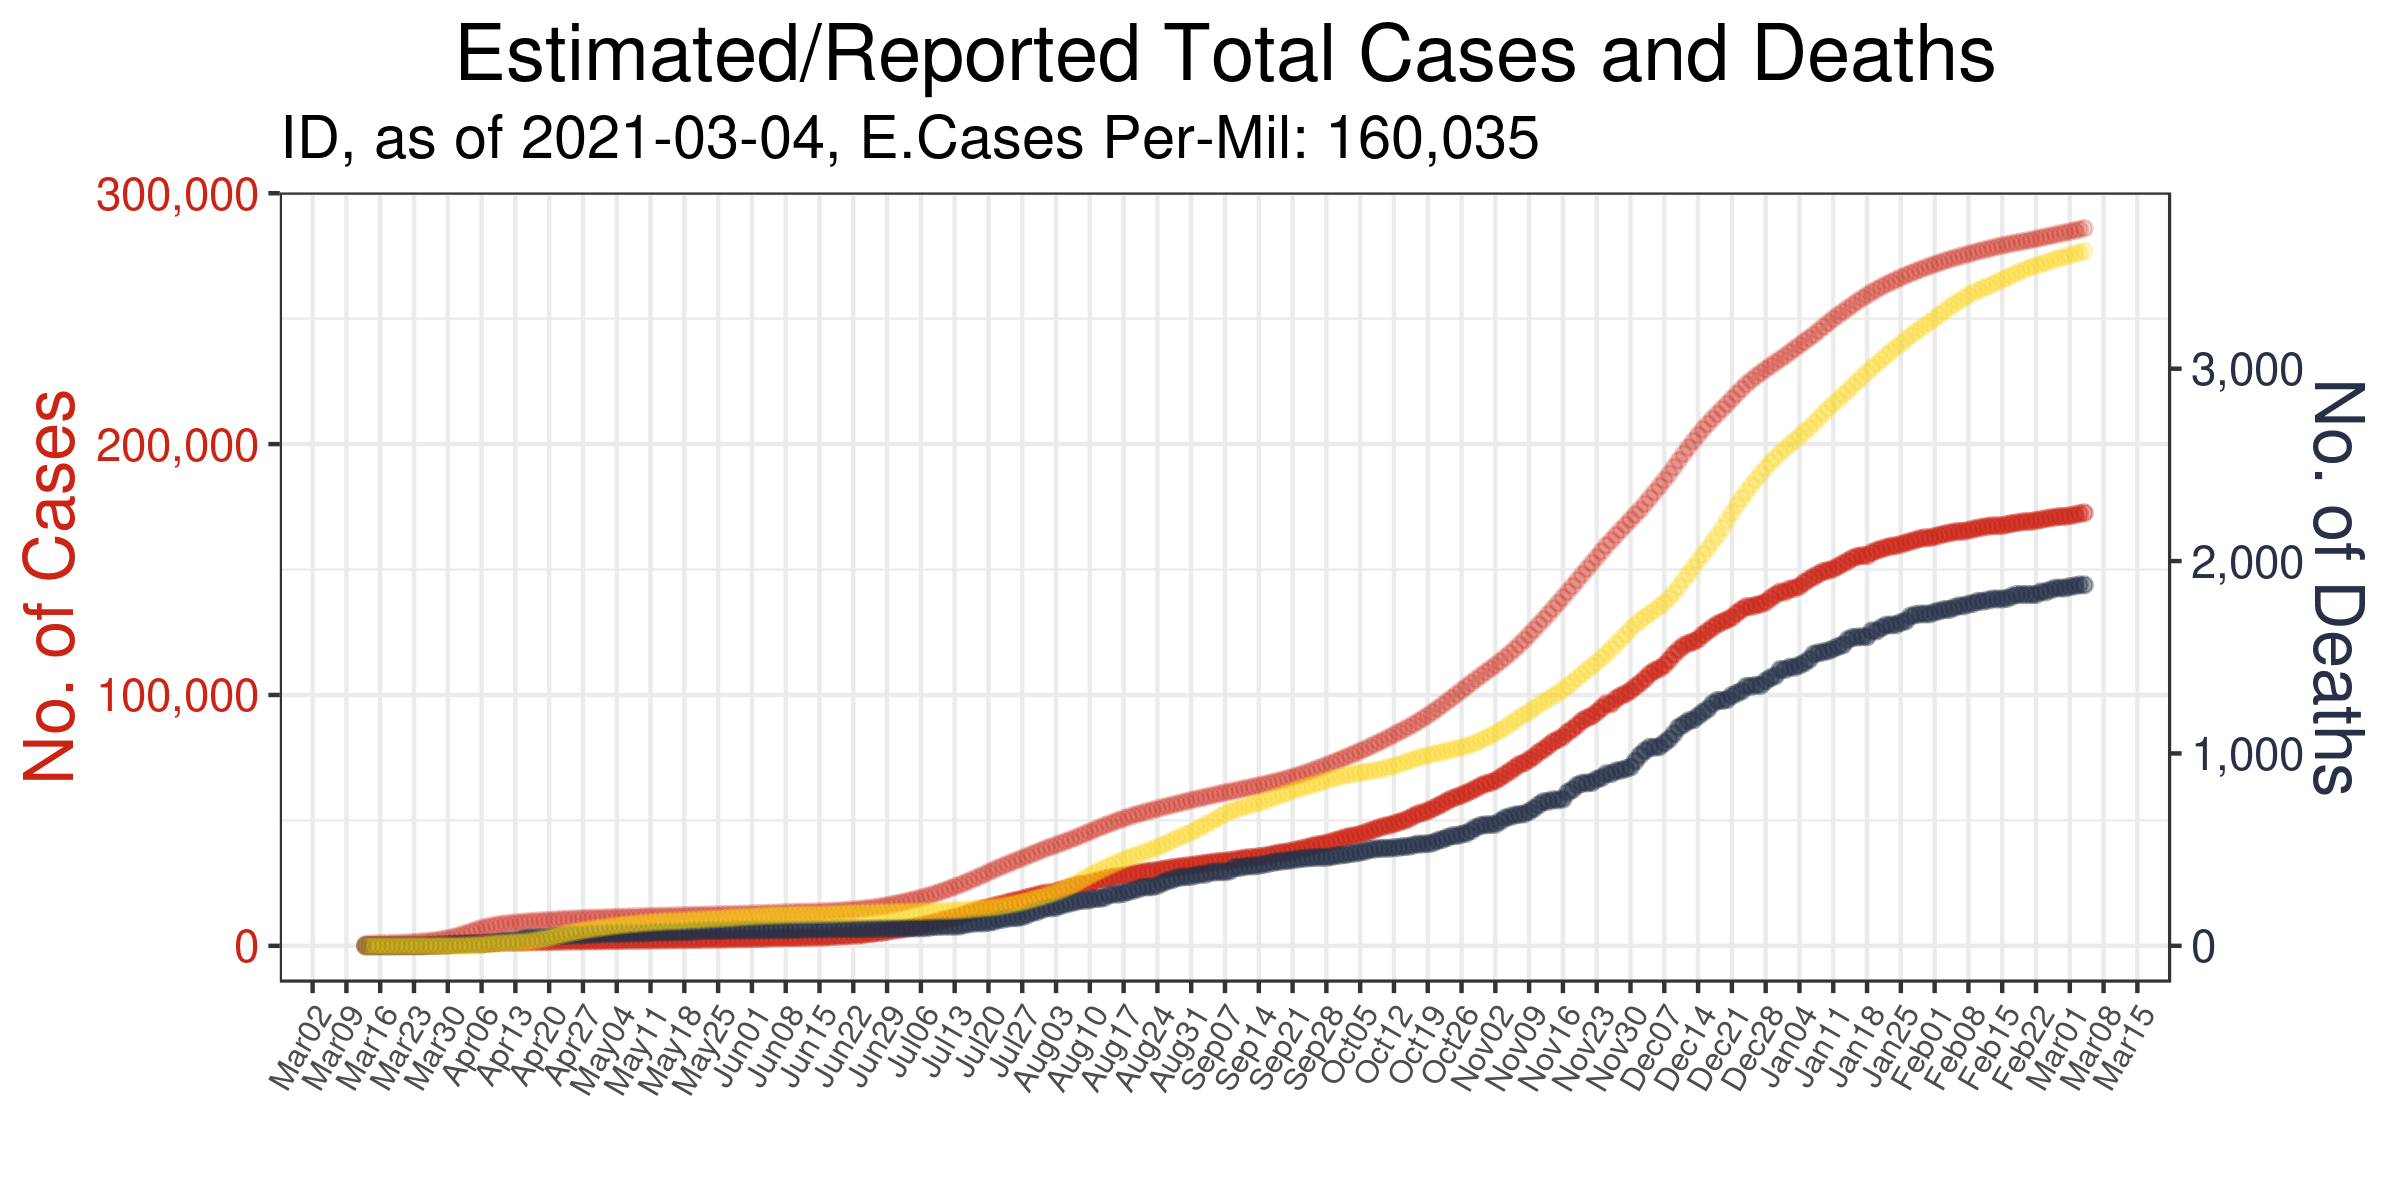 Estimated/Reported Total Cases and Deaths
ID, as of 2021-03-04, E.Cases Per-Mil: 160,035
No. of Cases
300,000
200,000
100,000
0
3,000
2,000
1,000
0
No. of Deaths
Mar02
Mar09
Mar16
Mar23
Mar30
Apr06
Apr13
Apr20
Apr27
May04
May11
May18
May25
Jun01
Jun08
Jun15
Jun22
Jun29
Jul06
Jul13
Jul20
Jul27
Aug03
Aug10
Aug17
Aug24
Aug31
Sep07
Sep14
Sep21
Sep28
Oct05
Oct12
Oct19
Oct26
Nov02
Nov09
Nov16
Nov23
Nov30
Dec07
Dec14
Dec21
Dec28
Jan04
Jan11
Jan18
Jan25
Feb01
Feb08
Feb15
Feb22
Mar01
Mar08
Mar15